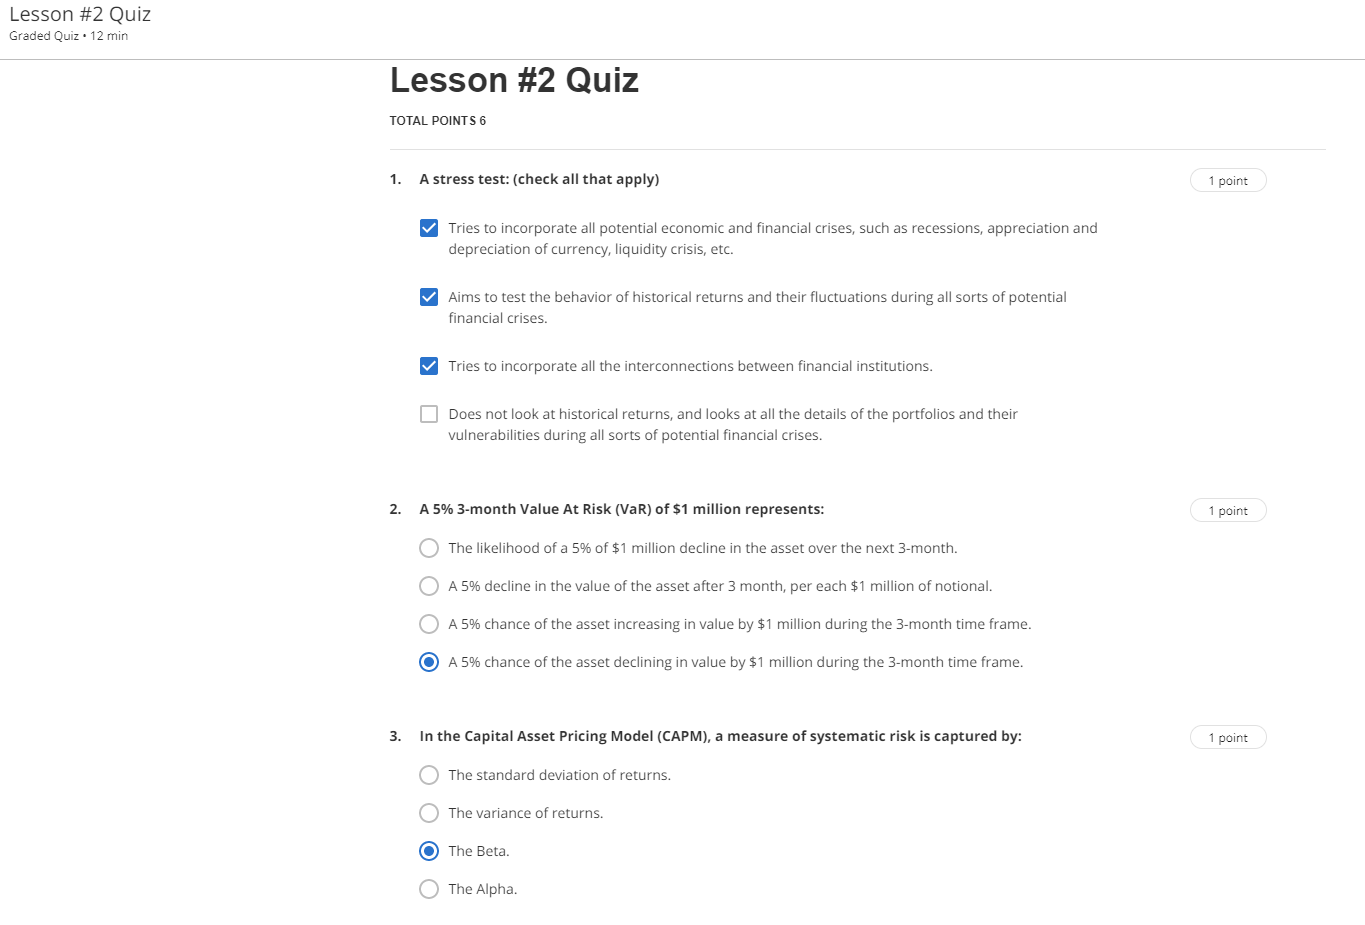 Lesson #2 Quiz
Graded Quiz • 12 min
Lesson #2 Quiz
TOTAL POINTS 6
1. A stress test: (check all that apply)
1 point
Tries to incorporate all potential economic and financial crises, such as recessions, appreciation and
depreciation of currency, liquidity crisis, etc.
Aims to test the behavior of historical returns and their fluctuations during all sorts of potential
financial crises.
Tries to incorporate all the interconnections between financial institutions.
Does not look at historical returns, and looks at all the details of the portfolios and their
vulnerabilities during all sorts of potential financial crises.
2. A 5% 3-month Value At Risk (VaR) of $1 million represents:
1 point
The likelihood of a 5% of $1 million decline in the asset over the next 3-month.
A 5% decline in the value of the asset after 3 month, per each $1 million of notional.
A 5% chance of the asset increasing in value by $1 million during the 3-month time frame.
A 5% chance of the asset declining in value by $1 million during the 3-month time frame.
3. In the Capital Asset Pricing Model (CAPM), a measure of systematic risk is captured by:
1 point
The standard deviation of returns.
The variance of returns.
The Beta.
The Alpha.